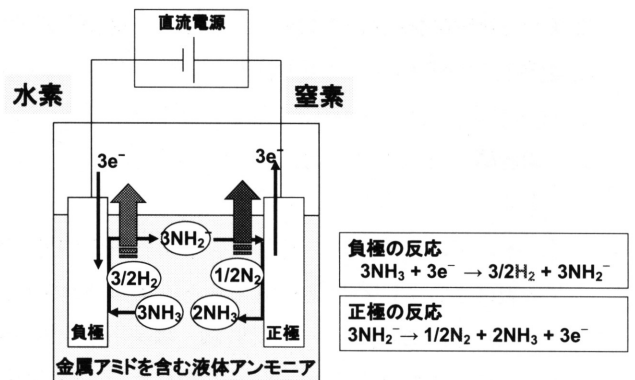 直流電源
水素
窒素
3e⁻
3e⁻
3NH₂⁻
3/2H₂
1/2N₂
3NH₃
2NH₃
負極
正極
金属アミドを含む液体アンモニア
負極の反応
3NH₃ + 3e⁻ → 3/2H₂ + 3NH₂⁻
正極の反応
3NH₂⁻→ 1/2N₂ + 2NH₃ + 3e⁻